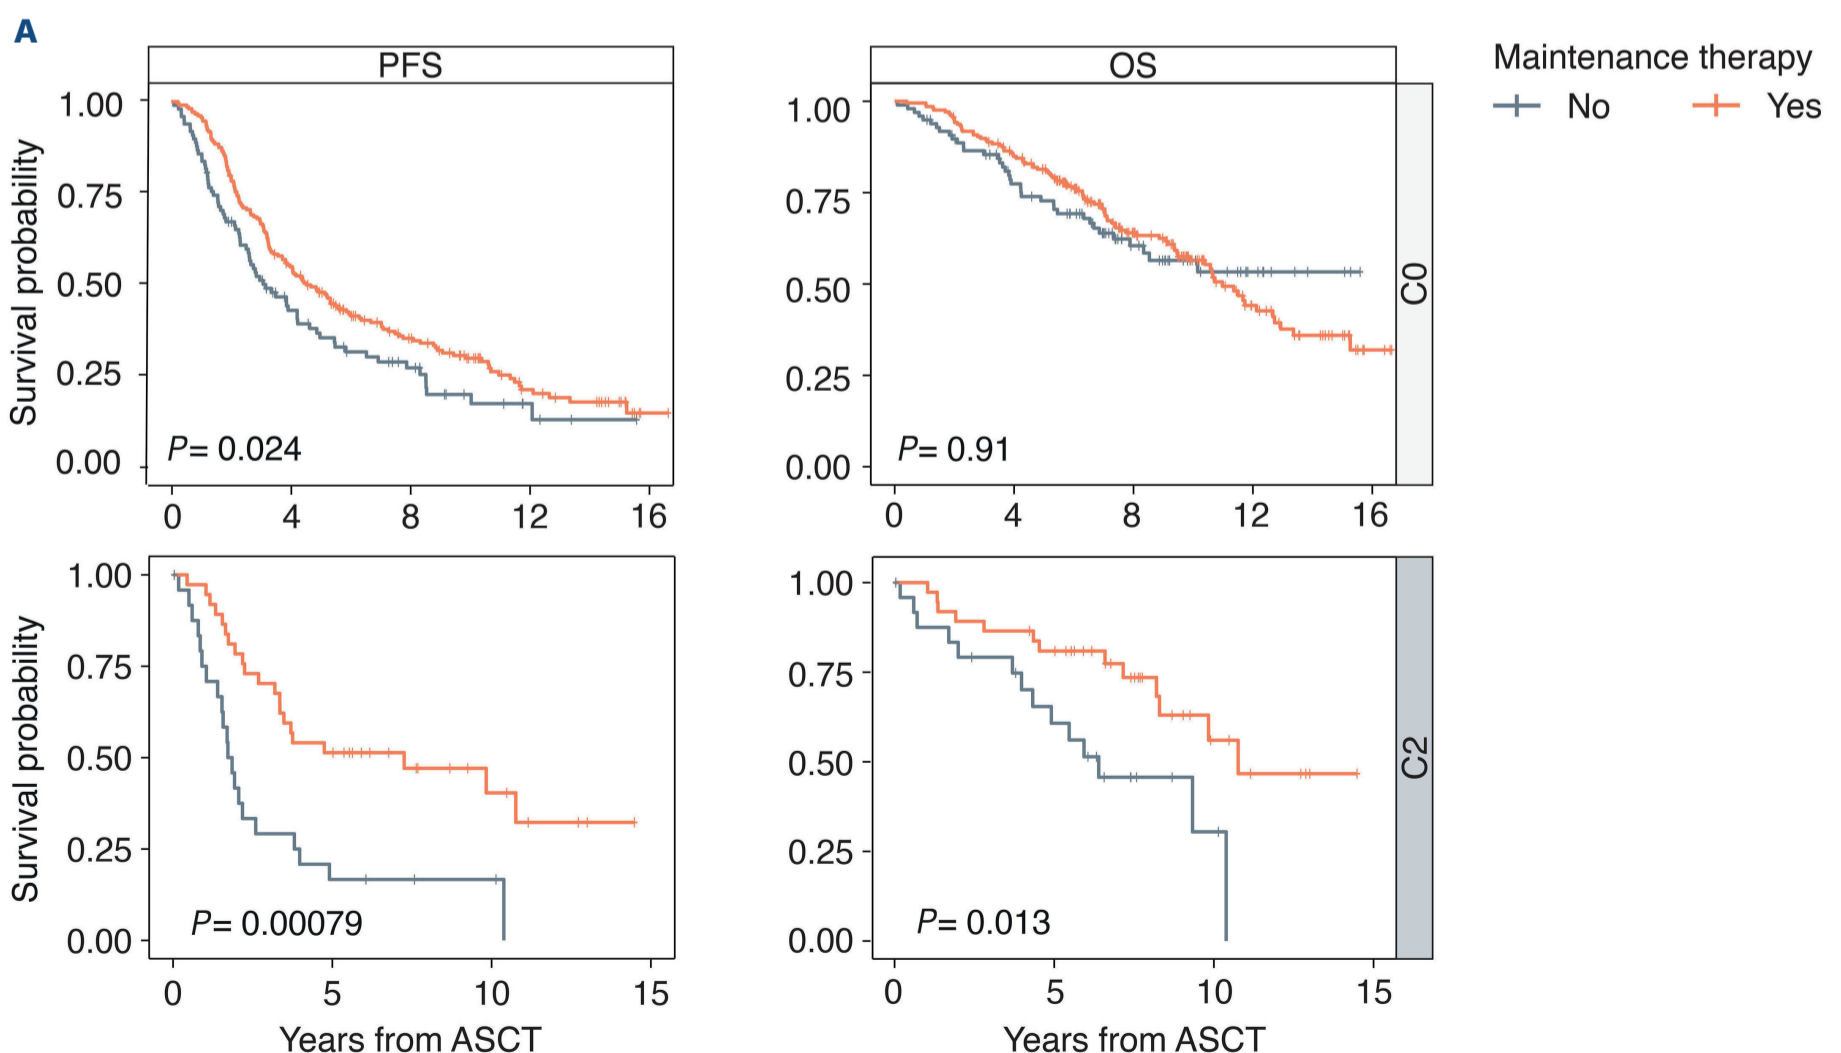 A
PFS
OS
Maintenance therapy
No
Yes
Survival probability
1.00
0.75
0.50
0.25
0.00
P= 0.024
0 4 8 12 16
1.00
0.75
0.50
0.25
0.00
P= 0.91
0 4 8 12 16
C0
Survival probability
1.00
0.75
0.50
0.25
0.00
P= 0.00079
0 5 10 15
Years from ASCT
1.00
0.75
0.50
0.25
0.00
P= 0.013
0 5 10 15
Years from ASCT
C2